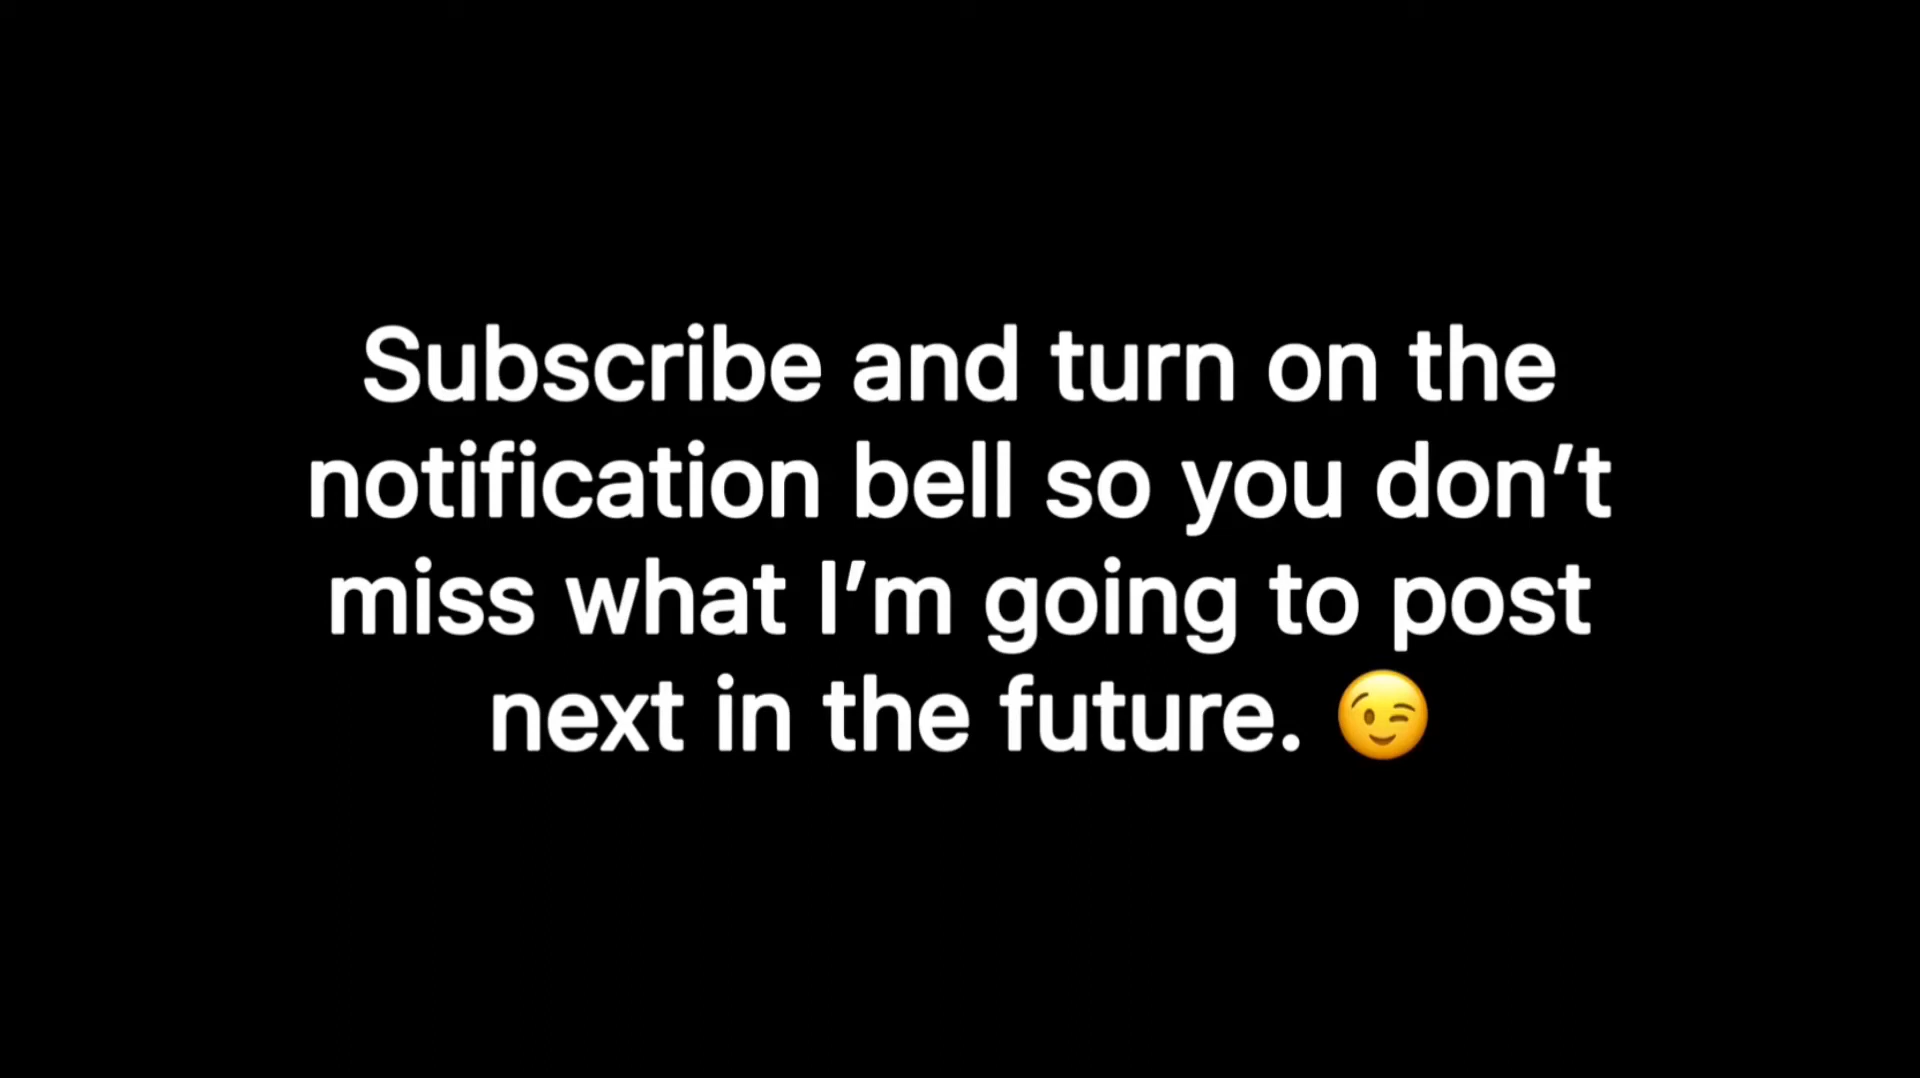 Subscribe and turn on the
notification bell so you don’t
miss what I’m going to post
next in the future. 😉